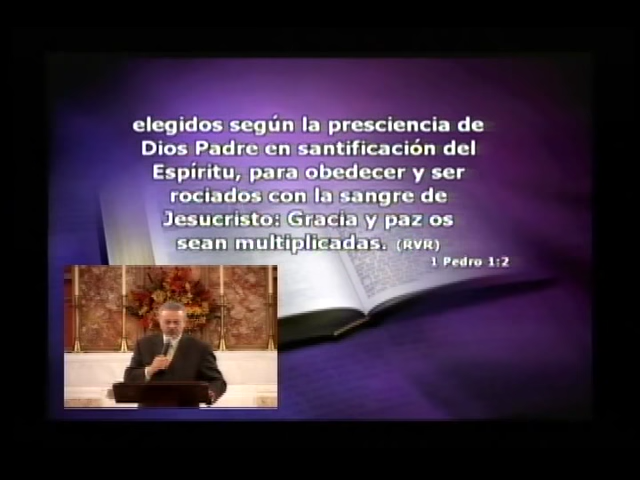 elegidos según la presciencia de
Dios Padre en santificación del
Espíritu, para obedecer y ser
rociados con la sangre de
Jesucristo: Gracia y paz os
sean multiplicadas. (RVR)
1 Pedro 1:2